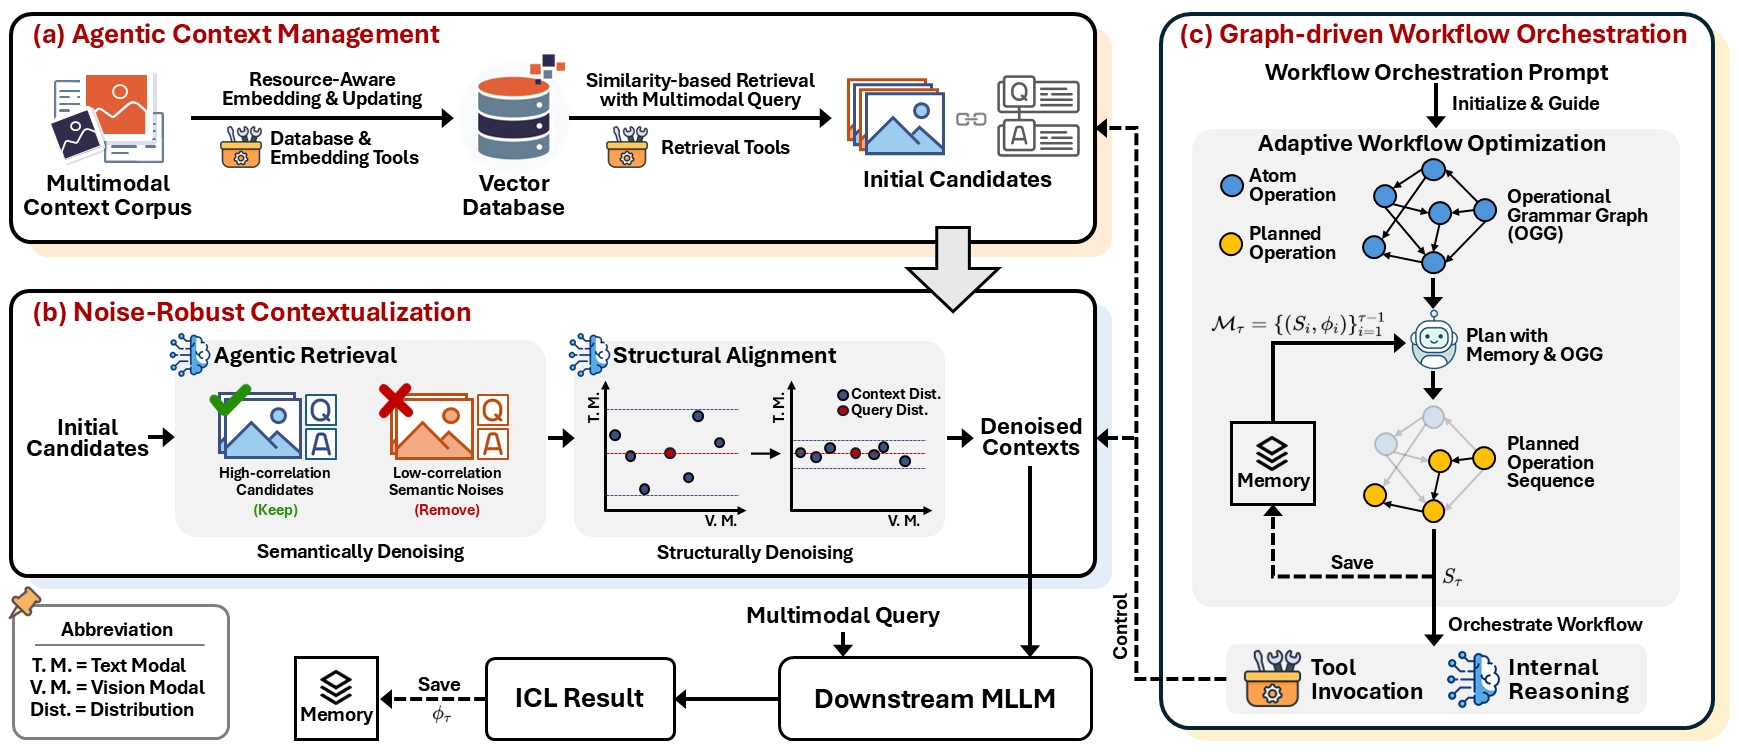 (a) Agentic Context Management
Resource-Aware
Embedding & Updating
Database &
Embedding Tools
Multimodal
Context Corpus
Vector
Database
Similarity-based Retrieval
with Multimodal Query
Retrieval Tools
Q
A
Initial Candidates
(b) Noise-Robust Contextualization
Initial
Candidates
Agentic Retrieval
Q
A
Q
A
High-correlation
Candidates
(Keep)
Low-correlation
Semantic Noises
(Remove)
Semantically Denoising
Structural Alignment
T. M.
V. M.
T. M.
V. M.
Context Dist.
Query Dist.
Structurally Denoising
Denoised
Contexts
Abbreviation
T. M. = Text Modal
V. M. = Vision Modal
Dist. = Distribution
Multimodal Query
Downstream MLLM
ICL Result
Save
$\phi_\tau$
Memory
Control
(c) Graph-driven Workflow Orchestration
Workflow Orchestration Prompt
Initialize & Guide
Adaptive Workflow Optimization
Atom
Operation
Planned
Operation
Operational
Grammar Graph
(OGG)
$\mathcal{M}_\tau = \{(S_i, \phi_i)\}_{i=1}^{\tau-1}$
Plan with
Memory & OGG
Memory
Planned
Operation
Sequence
Save
$S_\tau$
Orchestrate Workflow
Tool
Invocation
Internal
Reasoning